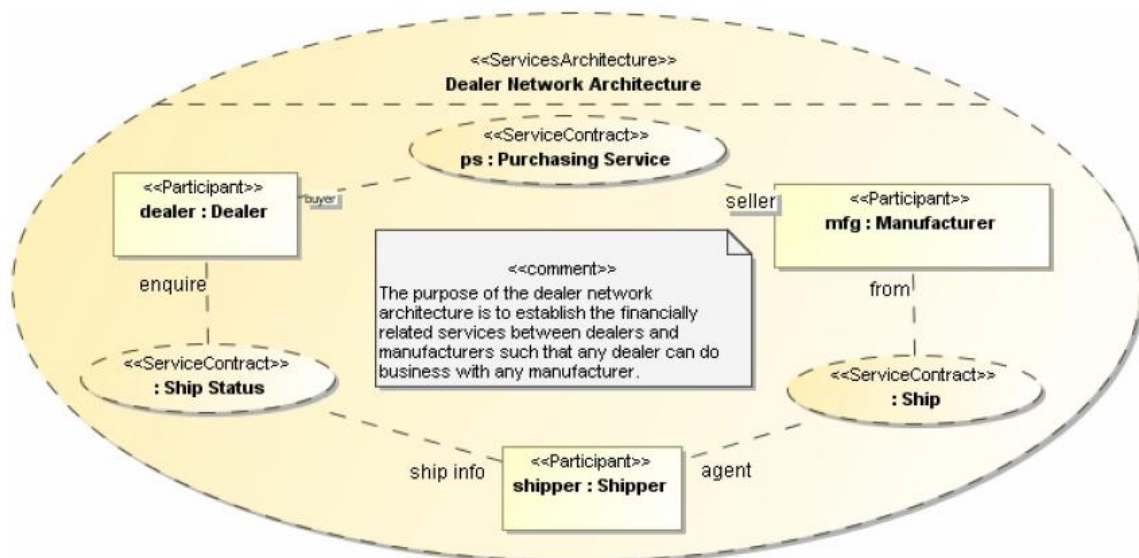 <<ServicesArchitecture>>
Dealer Network Architecture
<<ServiceContract>>
ps : Purchasing Service
<<Participant>>
dealer : Dealer
buyer
seller
<<Participant>>
mfg : Manufacturer
enquire
<<comment>>
The purpose of the dealer network
architecture is to establish the financially
related services between dealers and
manufacturers such that any dealer can do
business with any manufacturer.
from
<<ServiceContract>>
: Ship Status
<<ServiceContract>>
: Ship
ship info
<<Participant>>
shipper : Shipper
agent